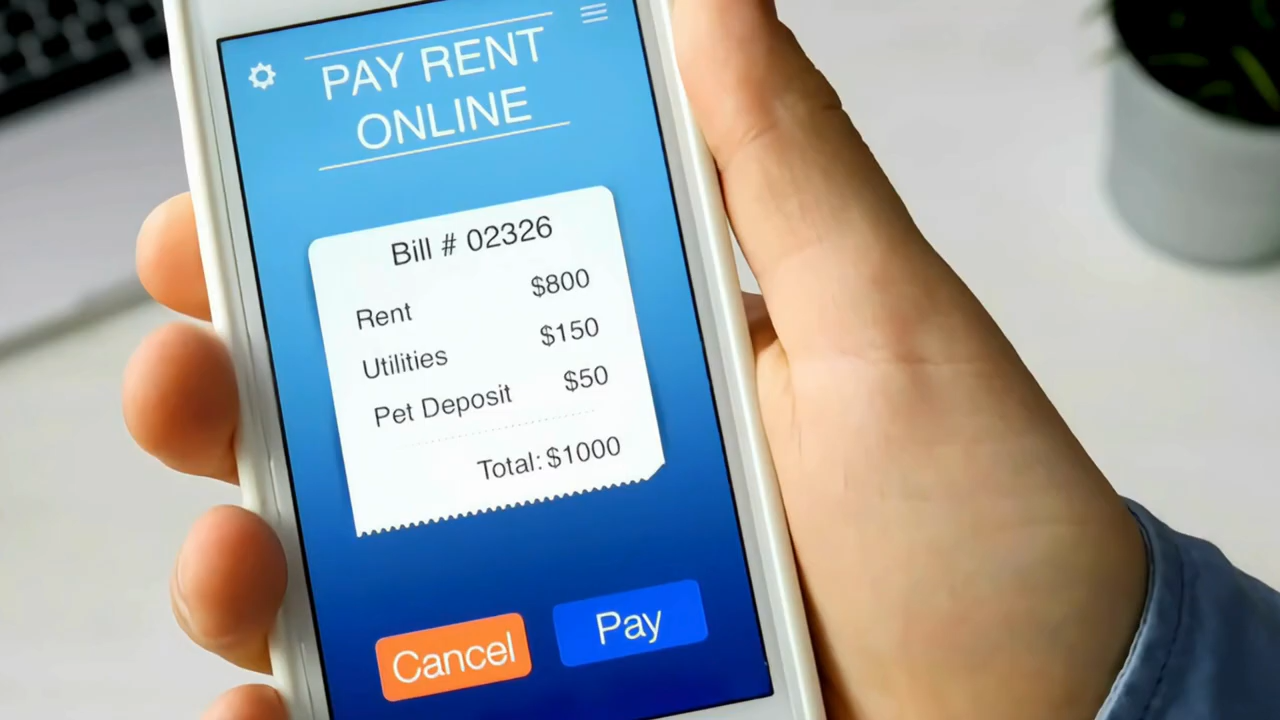 PAY RENT
ONLINE
Bill # 02326
Rent $800
Utilities $150
Pet Deposit $50
Total: $1000
Cancel Pay